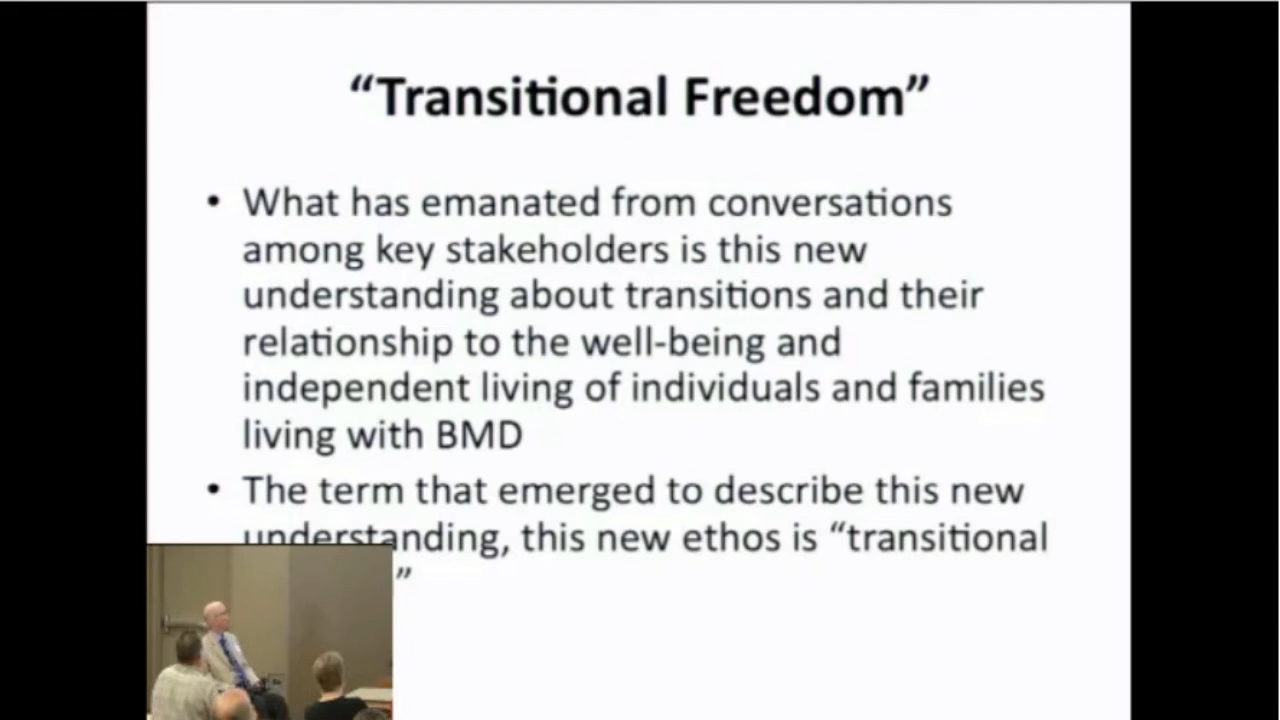 “Transitional Freedom”
• What has emanated from conversations
among key stakeholders is this new
understanding about transitions and their
relationship to the well-being and
independent living of individuals and families
living with BMD
• The term that emerged to describe this new
understanding, this new ethos is “transitional
”